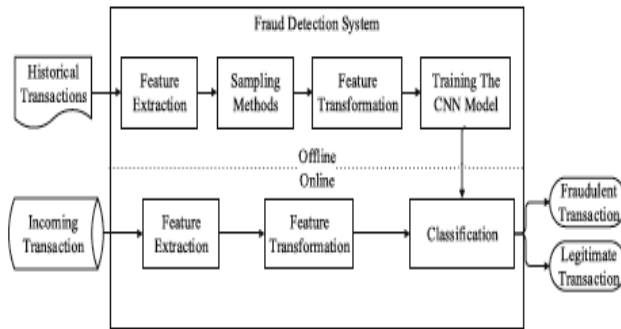 Fraud Detection System
Historical
Transactions
Feature
Extraction
Sampling
Methods
Feature
Transformation
Training The
CNN Model
Offline
Online
Incoming
Transaction
Feature
Extraction
Feature
Transformation
Classification
Fraudulent
Transaction
Legitimate
Transaction